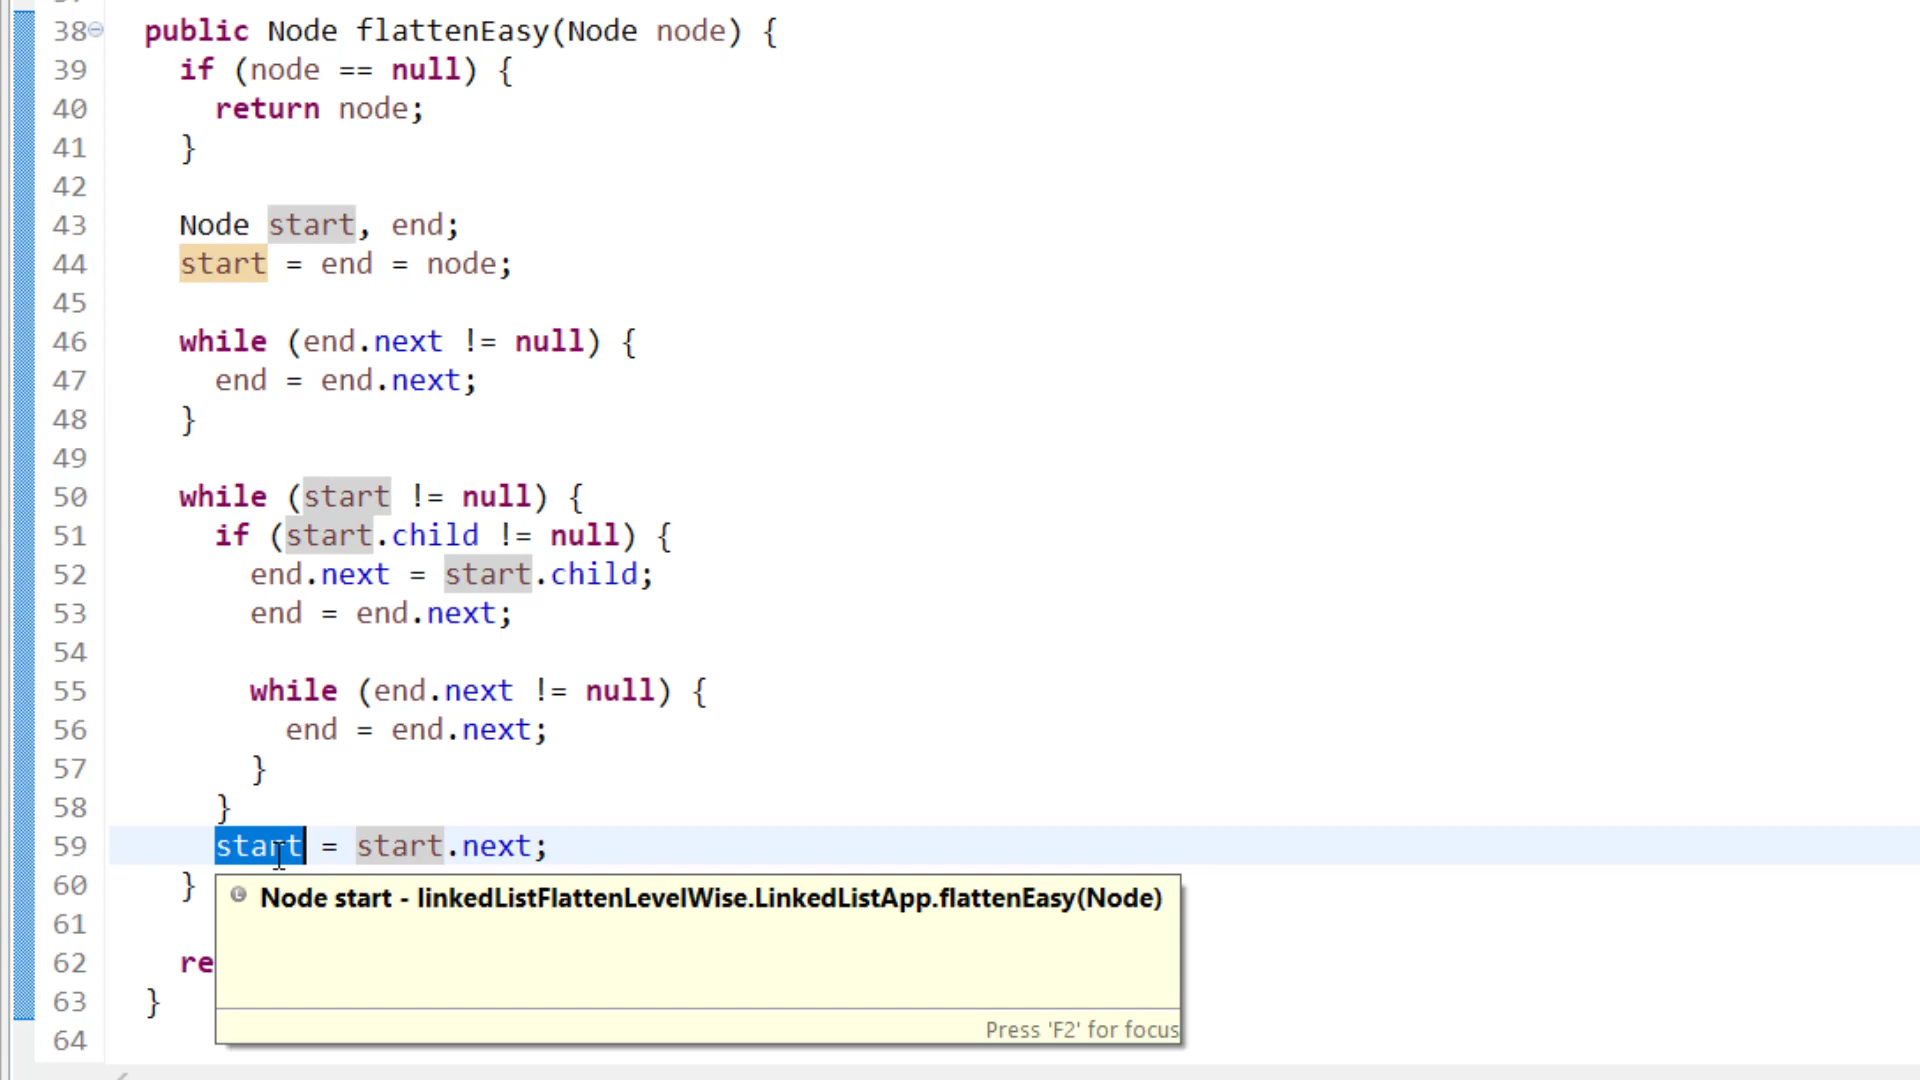 38 public Node flattenEasy(Node node) {
39 if (node == null) {
40 return node;
41 }
42
43 Node start, end;
44 start = end = node;
45
46 while (end.next != null) {
47 end = end.next;
48 }
49
50 while (start != null) {
51 if (start.child != null) {
52 end.next = start.child;
53 end = end.next;
54
55 while (end.next != null) {
56 end = end.next;
57 }
58 }
59 start = start.next;
60 }
Node start - linkedListFlattenLevelWise.LinkedListApp.flattenEasy(Node)
61
62 re
63 }
Press 'F2' for focus
64